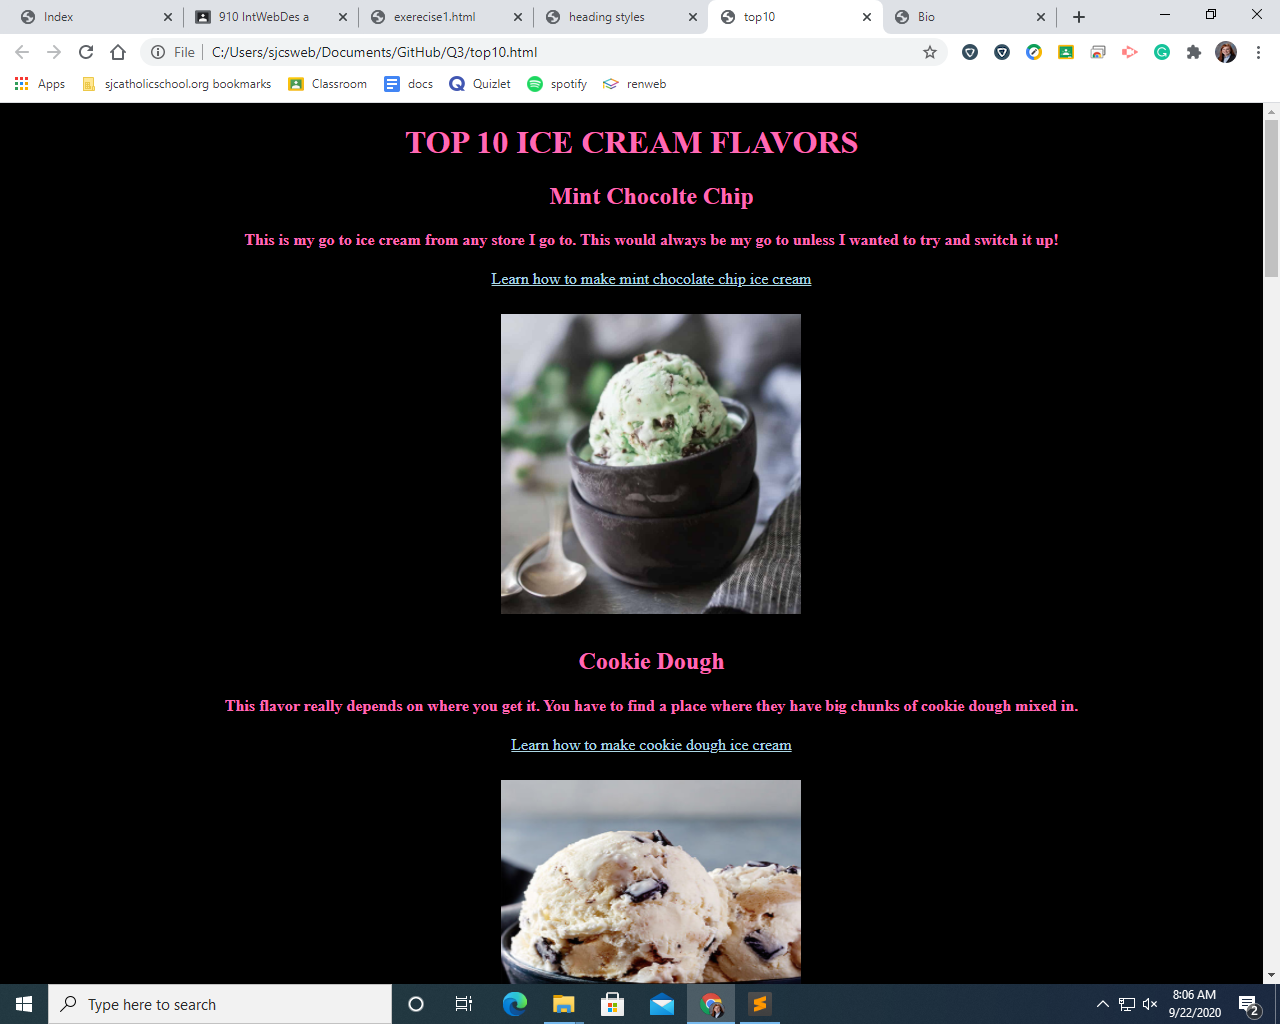 Index
910 IntWebDes a
exerecise1.html
heading styles
top10
Bio
File
C:/Users/sjcsweb/Documents/GitHub/Q3/top10.html
Apps
sjcatholicschool.org bookmarks
Classroom
docs
Quizlet
spotify
renweb
TOP 10 ICE CREAM FLAVORS
Mint Chocolte Chip
This is my go to ice cream from any store I go to. This would always be my go to unless I wanted to try and switch it up!
Learn how to make mint chocolate chip ice cream
Cookie Dough
This flavor really depends on where you get it. You have to find a place where they have big chunks of cookie dough mixed in.
Learn how to make cookie dough ice cream
Type here to search
8:06 AM
9/22/2020
2